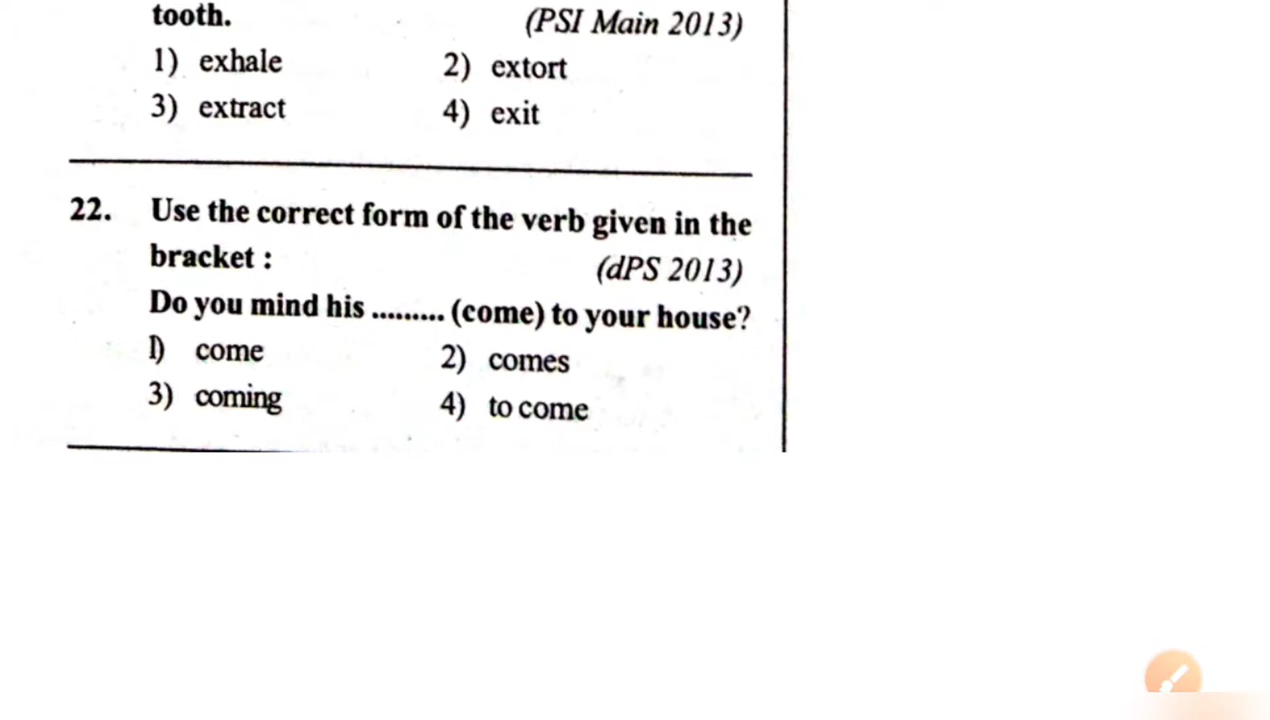 tooth. (PSI Main 2013)
1) exhale 2) extort
3) extract 4) exit
22. Use the correct form of the verb given in the
bracket : (dPS 2013)
Do you mind his ......... (come) to your house?
1) come 2) comes
3) coming 4) to come